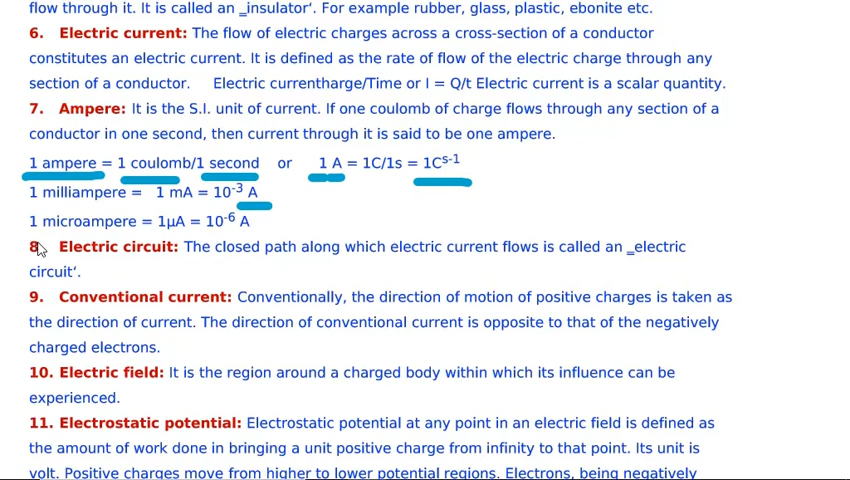 flow through it. It is called an ‗insulator‘. For example rubber, glass, plastic, ebonite etc.
6. Electric current: The flow of electric charges across a cross-section of a conductor
constitutes an electric current. It is defined as the rate of flow of the electric charge through any
section of a conductor. Electric currentharge/Time or I = Q/t Electric current is a scalar quantity.
7. Ampere: It is the S.I. unit of current. If one coulomb of charge flows through any section of a
conductor in one second, then current through it is said to be one ampere.
1 ampere = 1 coulomb/1 second or 1 A = 1C/1s = 1Cs-1
1 milliampere = 1 mA = 10-3 A
1 microampere = 1µA = 10-6 A
8. Electric circuit: The closed path along which electric current flows is called an ‗electric
circuit‘.
9. Conventional current: Conventionally, the direction of motion of positive charges is taken as
the direction of current. The direction of conventional current is opposite to that of the negatively
charged electrons.
10. Electric field: It is the region around a charged body within which its influence can be
experienced.
11. Electrostatic potential: Electrostatic potential at any point in an electric field is defined as
the amount of work done in bringing a unit positive charge from infinity to that point. Its unit is
volt. Positive charges move from higher to lower potential regions. Electrons, being negatively